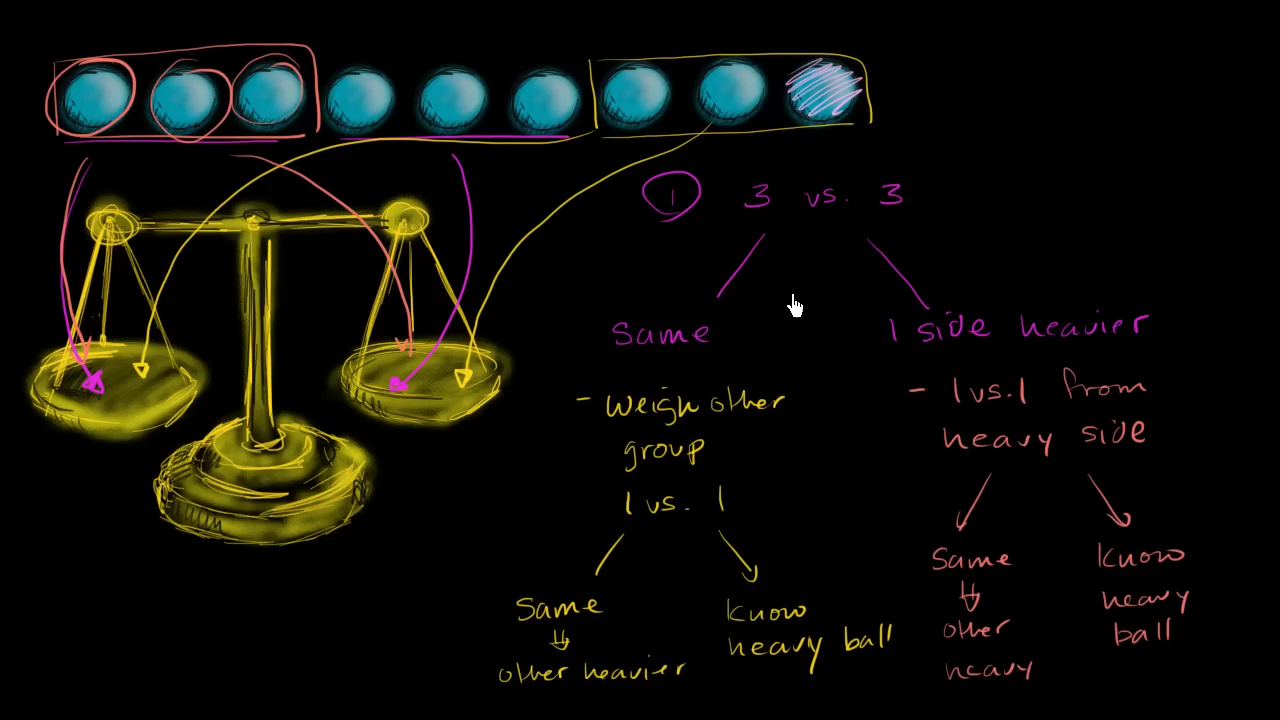 1 3 vs. 3
Same
1 side heavier
- Weigh other
group
1 vs. 1
Same
other heavier
Know
heavy ball
- 1 vs. 1 from
heavy side
Same
other
heavy
Know
heavy
ball